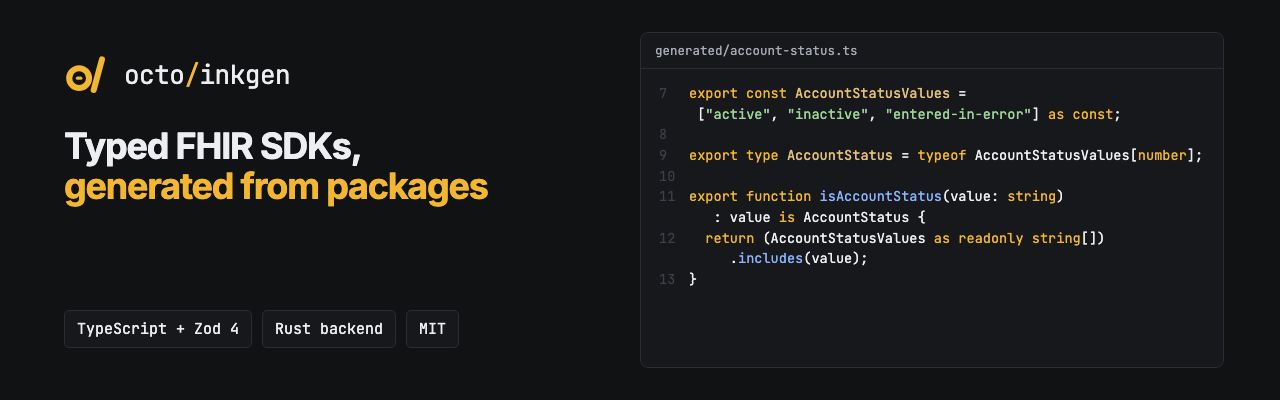 octo/inkgen
Typed FHIR SDKs,
generated from packages
TypeScript + Zod 4
Rust backend
MIT
generated/account-status.ts
7 export const AccountStatusValues =
["active", "inactive", "entered-in-error"] as const;
8
9 export type AccountStatus = typeof AccountStatusValues[number];
10
11 export function isAccountStatus(value: string)
: value is AccountStatus {
12 return (AccountStatusValues as readonly string[])
.includes(value);
13 }